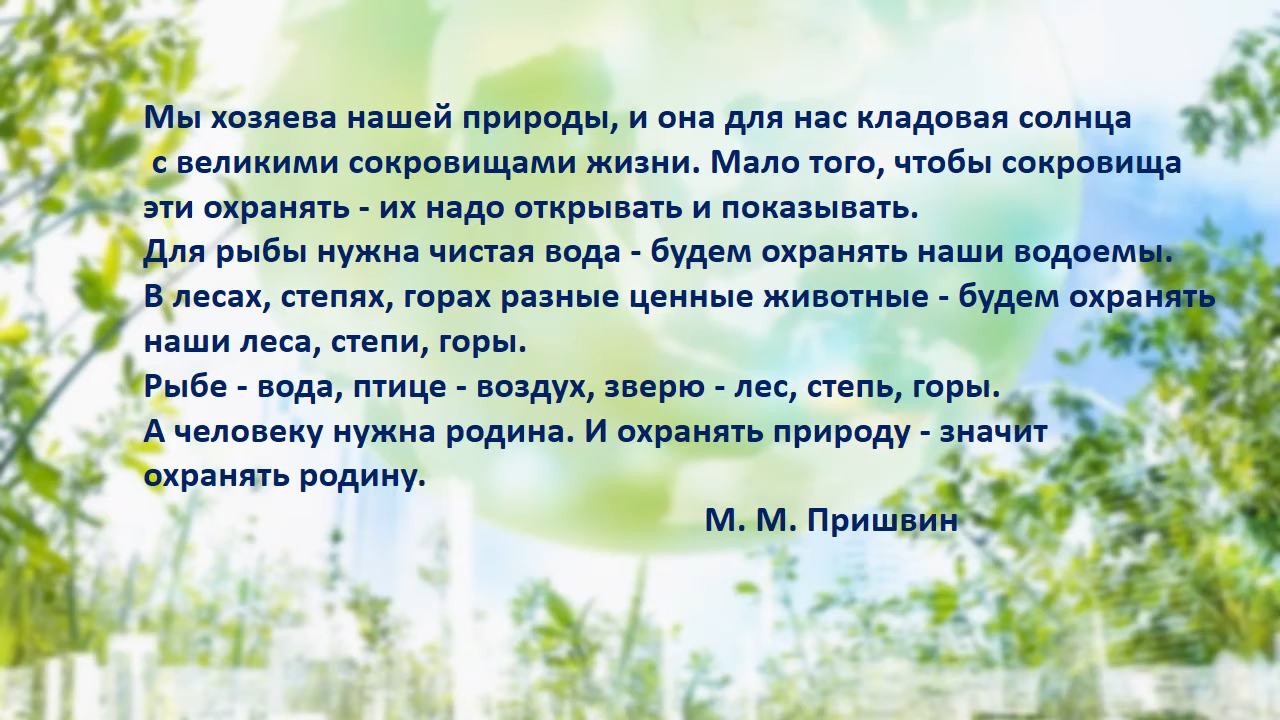 Мы хозяева нашей природы, и она для нас кладовая солнца
с великими сокровищами жизни. Мало того, чтобы сокровища
эти охранять - их надо открывать и показывать.
Для рыбы нужна чистая вода - будем охранять наши водоемы.
В лесах, степях, горах разные ценные животные - будем охранять
наши леса, степи, горы.
Рыбе - вода, птице - воздух, зверю - лес, степь, горы.
А человеку нужна родина. И охранять природу - значит
охранять родину.
М. М. Пришвин